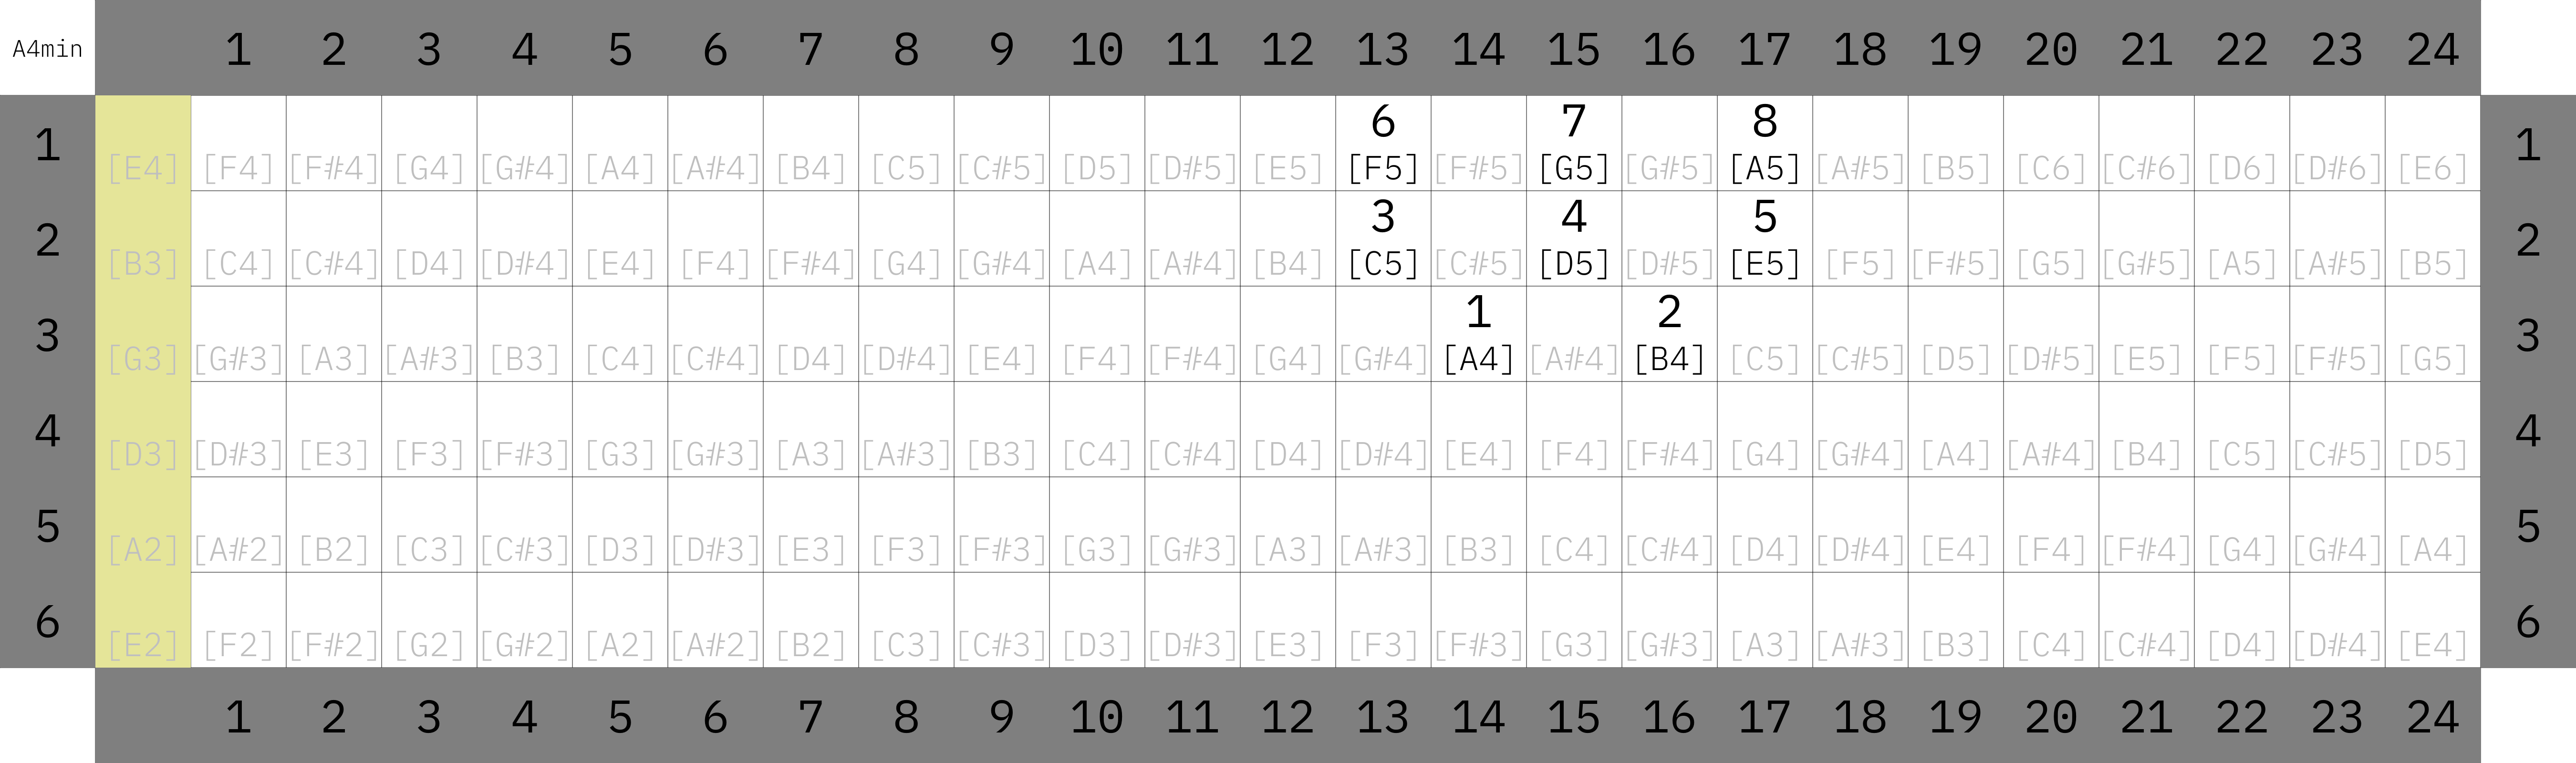 A4min 1 2 3 4 5 6 7 8 9 10 11 12 13 14 15 16 17 18 19 20 21 22 23 24
6 7 8
1 [E4] [F4] [F#4] [G4] [G#4] [A4] [A#4] [B4] [C5] [C#5] [D5] [D#5] [E5] [F5] [F#5] [G5] [G#5] [A5] [A#5] [B5] [C6] [C#6] [D6] [D#6] [E6] 1
3 4 5
2 [B3] [C4] [C#4] [D4] [D#4] [E4] [F4] [F#4] [G4] [G#4] [A4] [A#4] [B4] [C5] [C#5] [D5] [D#5] [E5] [F5] [F#5] [G5] [G#5] [A5] [A#5] [B5] 2
1 2
3 [G3] [G#3] [A3] [A#3] [B3] [C4] [C#4] [D4] [D#4] [E4] [F4] [F#4] [G4] [G#4] [A4] [A#4] [B4] [C5] [C#5] [D5] [D#5] [E5] [F5] [F#5] [G5] 3
4 [D3] [D#3] [E3] [F3] [F#3] [G3] [G#3] [A3] [A#3] [B3] [C4] [C#4] [D4] [D#4] [E4] [F4] [F#4] [G4] [G#4] [A4] [A#4] [B4] [C5] [C#5] [D5] 4
5 [A2] [A#2] [B2] [C3] [C#3] [D3] [D#3] [E3] [F3] [F#3] [G3] [G#3] [A3] [A#3] [B3] [C4] [C#4] [D4] [D#4] [E4] [F4] [F#4] [G4] [G#4] [A4] 5
6 [E2] [F2] [F#2] [G2] [G#2] [A2] [A#2] [B2] [C3] [C#3] [D3] [D#3] [E3] [F3] [F#3] [G3] [G#3] [A3] [A#3] [B3] [C4] [C#4] [D4] [D#4] [E4] 6
1 2 3 4 5 6 7 8 9 10 11 12 13 14 15 16 17 18 19 20 21 22 23 24